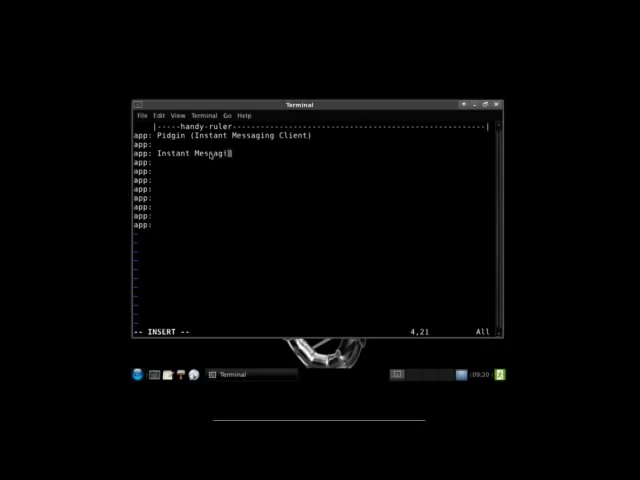 Terminal
File Edit View Terminal Go Help
|-----handy-ruler------------------------------------------------------|
app: Pidgin (Instant Messaging Client)
app:
app: Instant Messagi
app:
app:
app:
app:
app:
app:
app:
app:
~
~
~
~
~
~
~
~
~
~
-- INSERT -- 4,21 All
Terminal 09:20